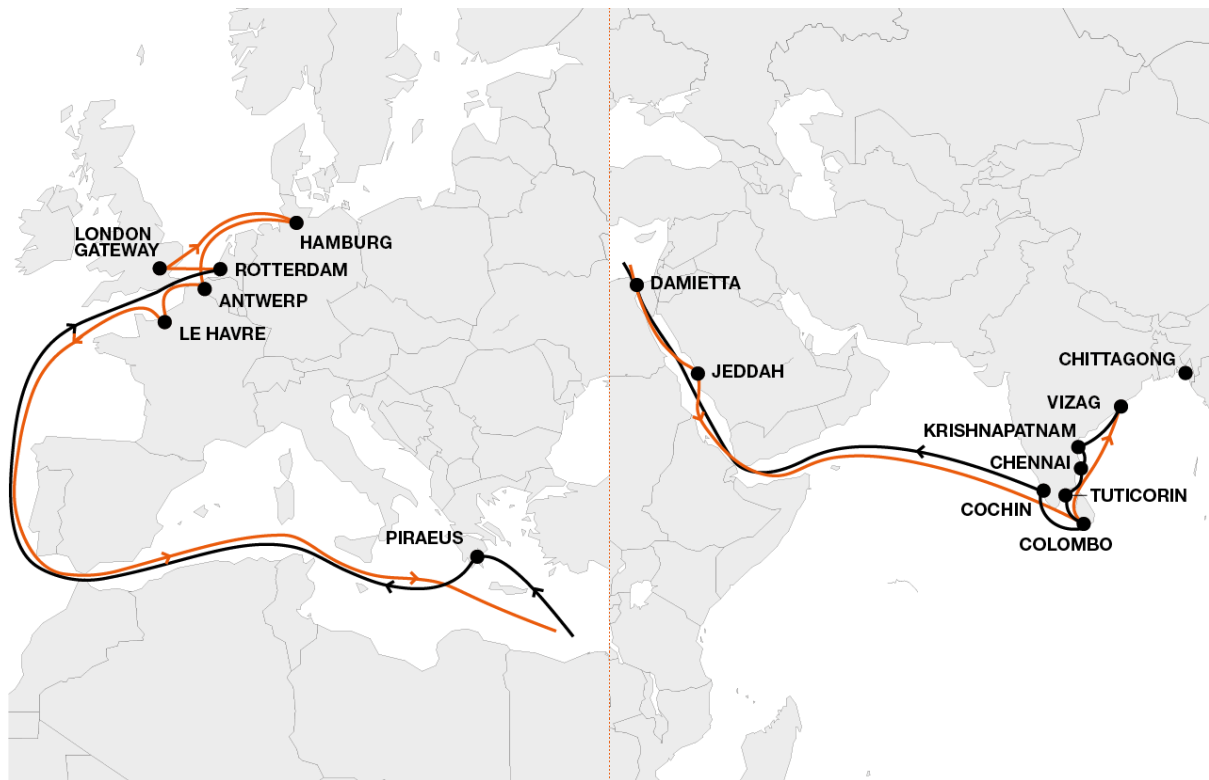 LONDON
GATEWAY
HAMBURG
ROTTERDAM
ANTWERP
LE HAVRE
PIRAEUS
DAMIETTA
JEDDAH
CHITTAGONG
VIZAG
KRISHNAPATNAM
CHENNAI
TUTICORIN
COCHIN
COLOMBO